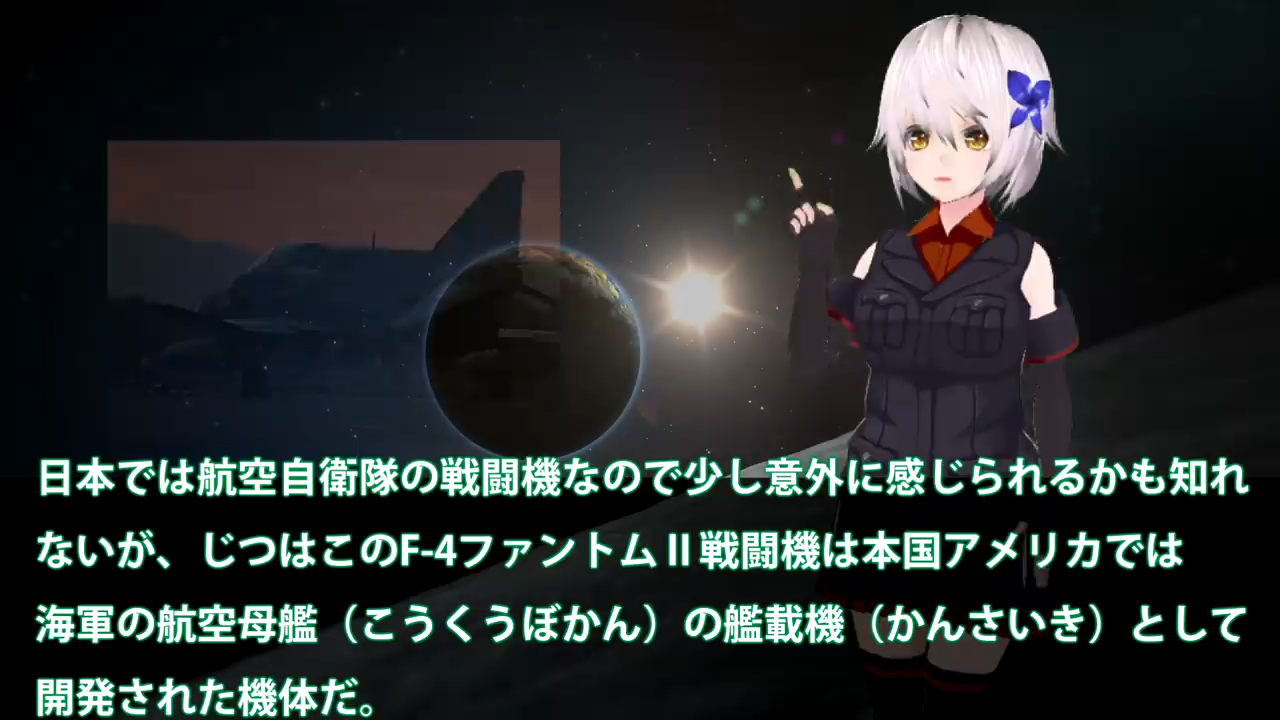 日本では航空自衛隊の戦闘機なので少し意外に感じられるかも知れ
ないが、じつはこのF-4ファントムⅡ戦闘機は本国アメリカでは
海軍の航空母艦（こうくうぼかん）の艦載機（かんさいき）として
開発された機体だ。